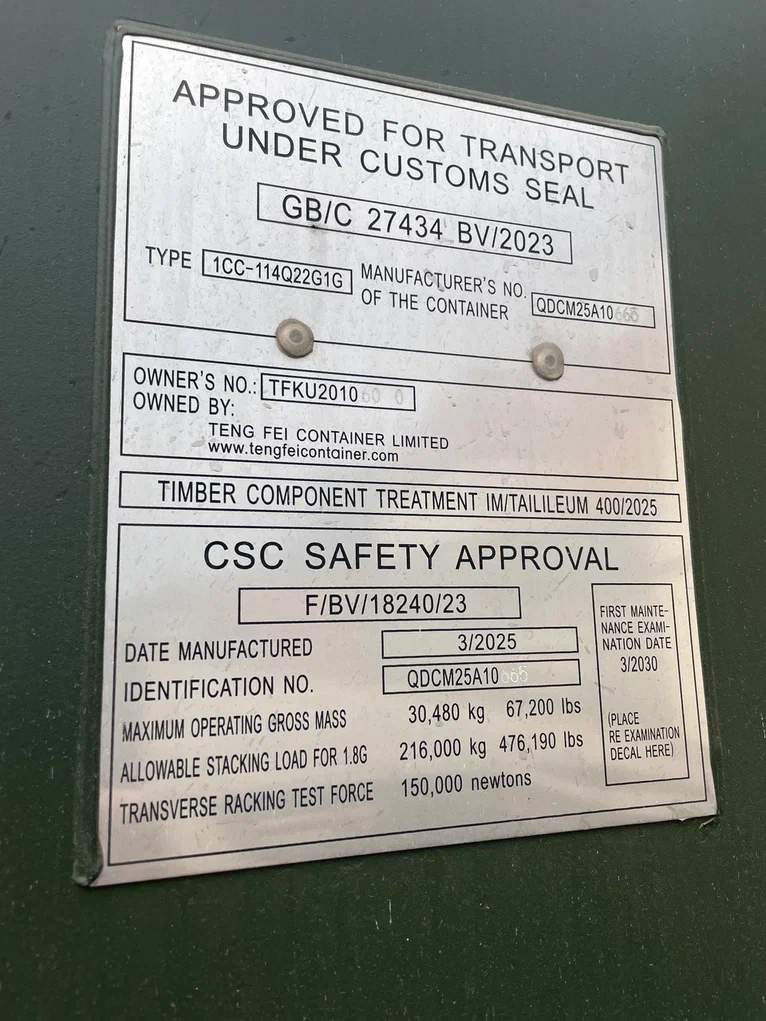 APPROVED FOR TRANSPORT
UNDER CUSTOMS SEAL
GB/C 27434 BV/2023
TYPE 1CC-114Q22G1G MANUFACTURER'S NO.
OF THE CONTAINER QDCM25A10665
OWNER'S NO.: TFKU2010
OWNED BY:
TENG FEI CONTAINER LIMITED
www.tengfeicontainer.com
TIMBER COMPONENT TREATMENT IM/TAILILEUM 400/2025
CSC SAFETY APPROVAL
F/BV/18240/23
DATE MANUFACTURED 3/2025
IDENTIFICATION NO. QDCM25A10665
MAXIMUM OPERATING GROSS MASS 30,480 kg 67,200 lbs
ALLOWABLE STACKING LOAD FOR 1.8G 216,000 kg 476,190 lbs
TRANSVERSE RACKING TEST FORCE 150,000 newtons
FIRST MAINTE-
NANCE EXAMI-
NATION DATE
3/2030
(PLACE
RE EXAMINATION
DECAL HERE)